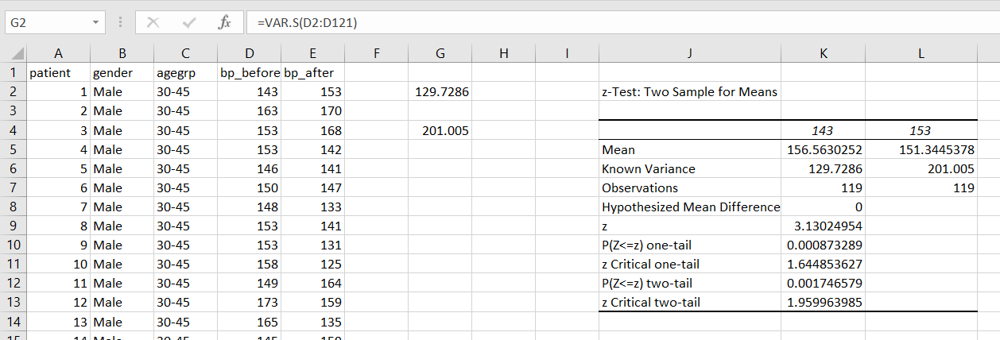 G2 fx =VAR.S(D2:D121)
A B C D E F G H I J K L
1 patient gender agegrp bp_before bp_after
2 1 Male 30-45 143 153 129.7286 z-Test: Two Sample for Means
3 2 Male 30-45 163 170
4 3 Male 30-45 153 168 201.005 143 153
5 4 Male 30-45 153 142 Mean 156.5630252 151.3445378
6 5 Male 30-45 146 141 Known Variance 129.7286 201.005
7 6 Male 30-45 150 147 Observations 119 119
8 7 Male 30-45 148 133 Hypothesized Mean Difference 0
9 8 Male 30-45 153 141 z 3.13024954
10 9 Male 30-45 153 131 P(Z<=z) one-tail 0.000873289
11 10 Male 30-45 158 125 z Critical one-tail 1.644853627
12 11 Male 30-45 149 164 P(Z<=z) two-tail 0.001746579
13 12 Male 30-45 173 159 z Critical two-tail 1.959963985
14 13 Male 30-45 165 135